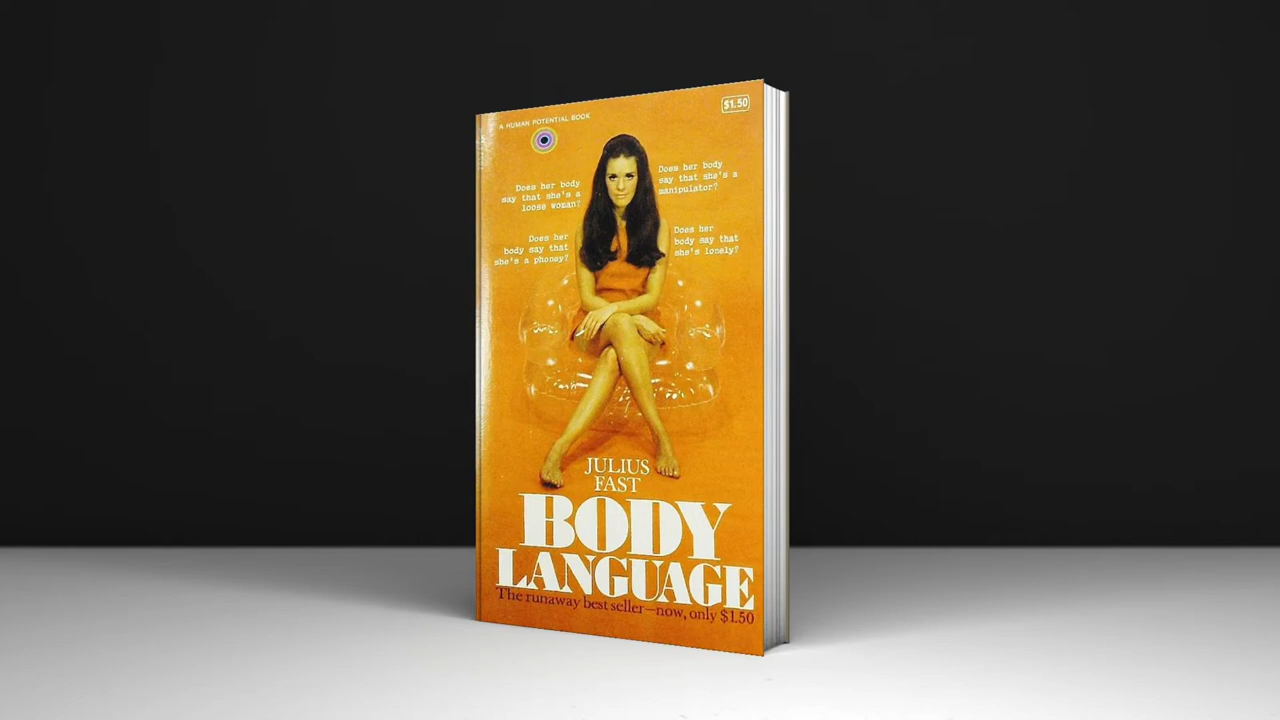 A HUMAN POTENTIAL BOOK
$1.50
Does her body
say that she's a
loose woman?
Does her body
say that she's a
manipulator?
Does her
body say that
she's a phoney?
Does her
body say that
she's lonely?
JULIUS
FAST
BODY
LANGUAGE
The runaway best seller—now, only $1.50